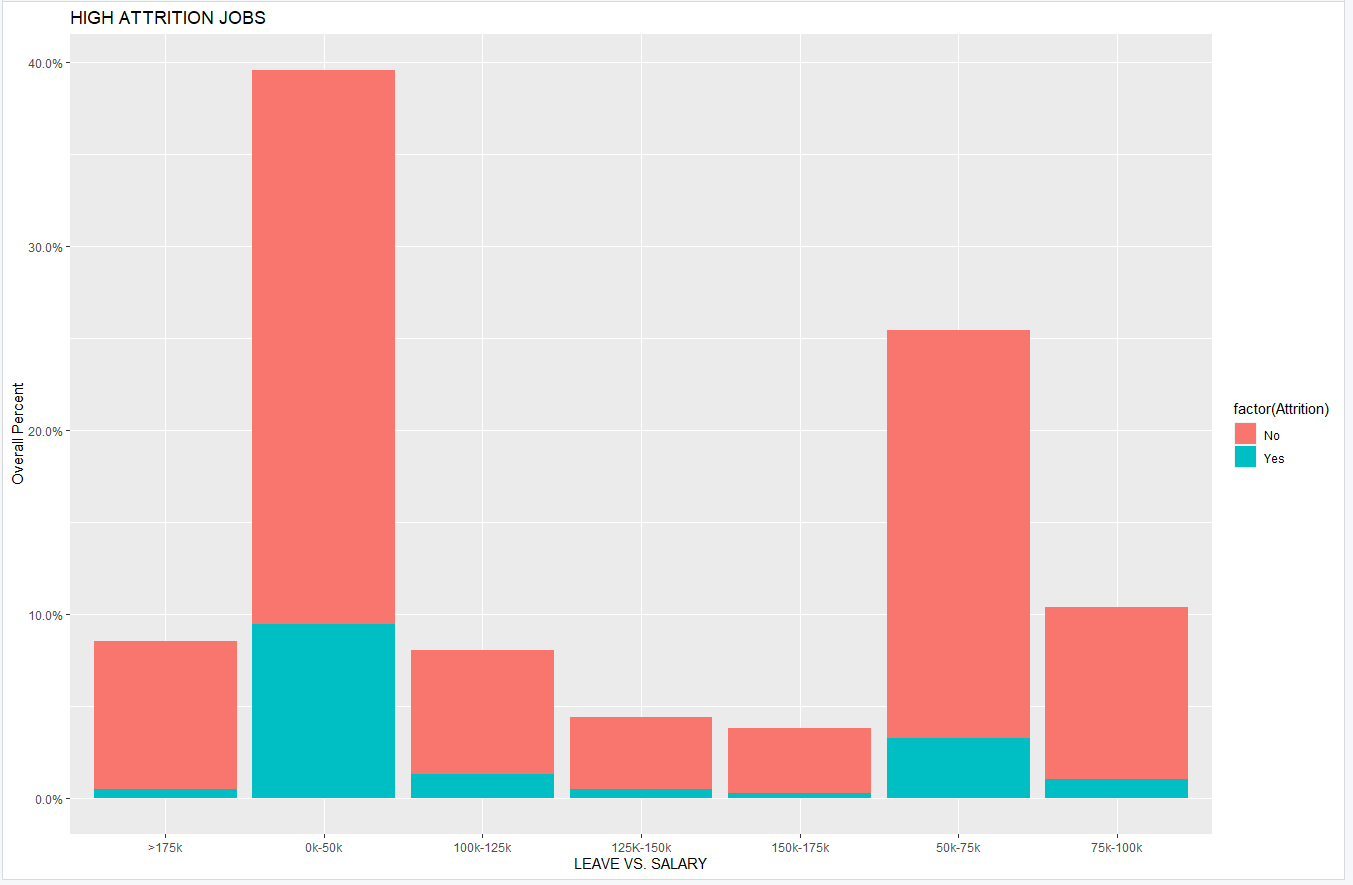 HIGH ATTRITION JOBS
40.0%
30.0%
20.0%
10.0%
0.0%
Overall Percent
>175k
0k-50k
100k-125k
125K-150k
150k-175k
50k-75k
75k-100k
LEAVE VS. SALARY
factor(Attrition)
No
Yes